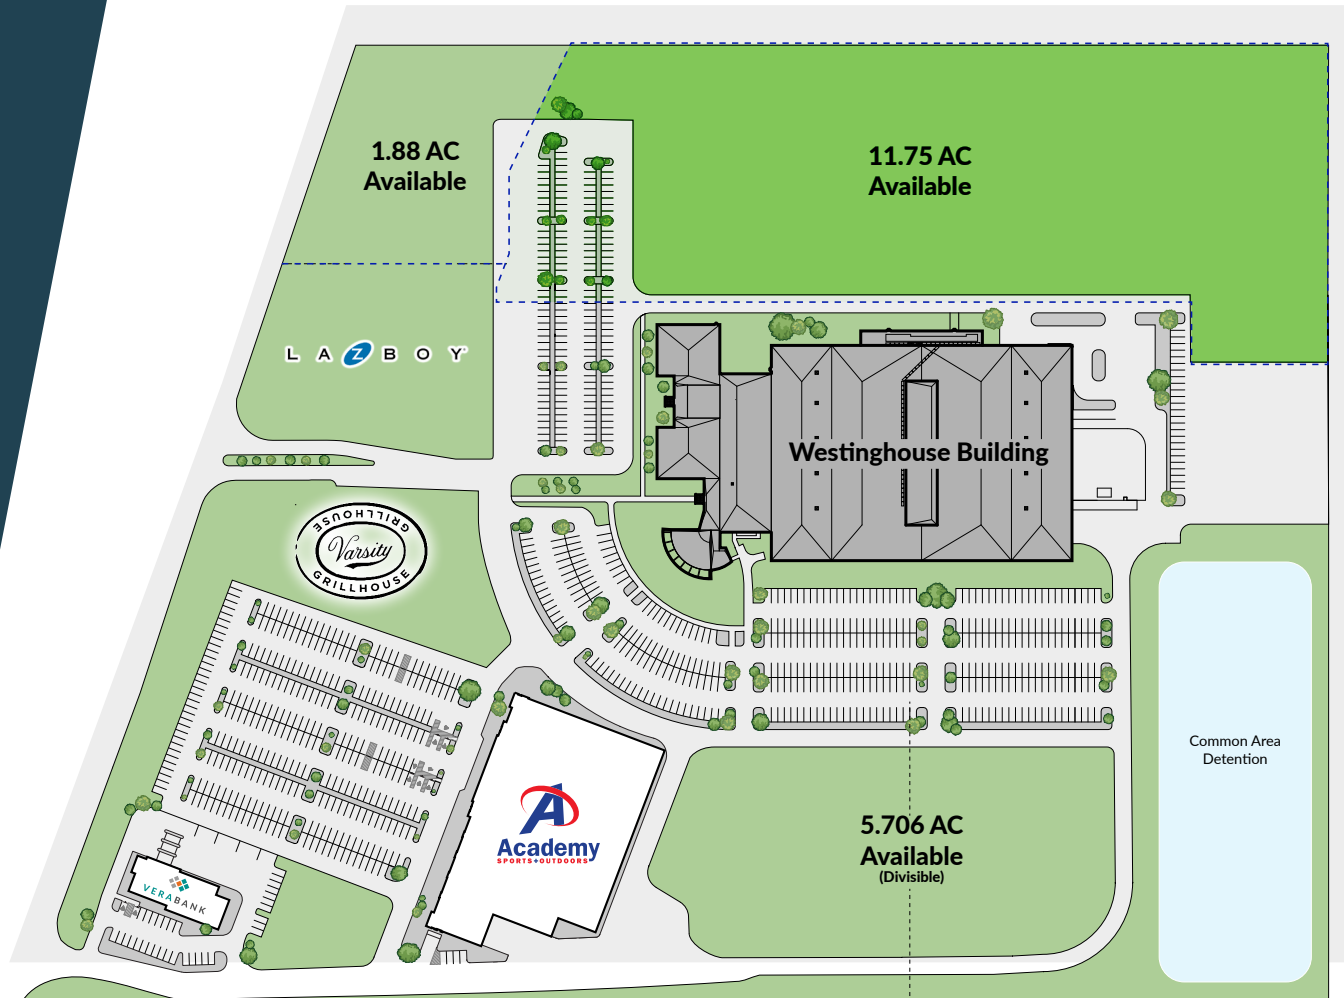 1.88 AC
Available
11.75 AC
Available
LAZBOY
Westinghouse Building
GRILLHOUSE
Varsity
GRILLHOUSE
Common Area
Detention
5.706 AC
Available
(Divisible)
Academy
SPORTS+OUTDOORS
VERABANK